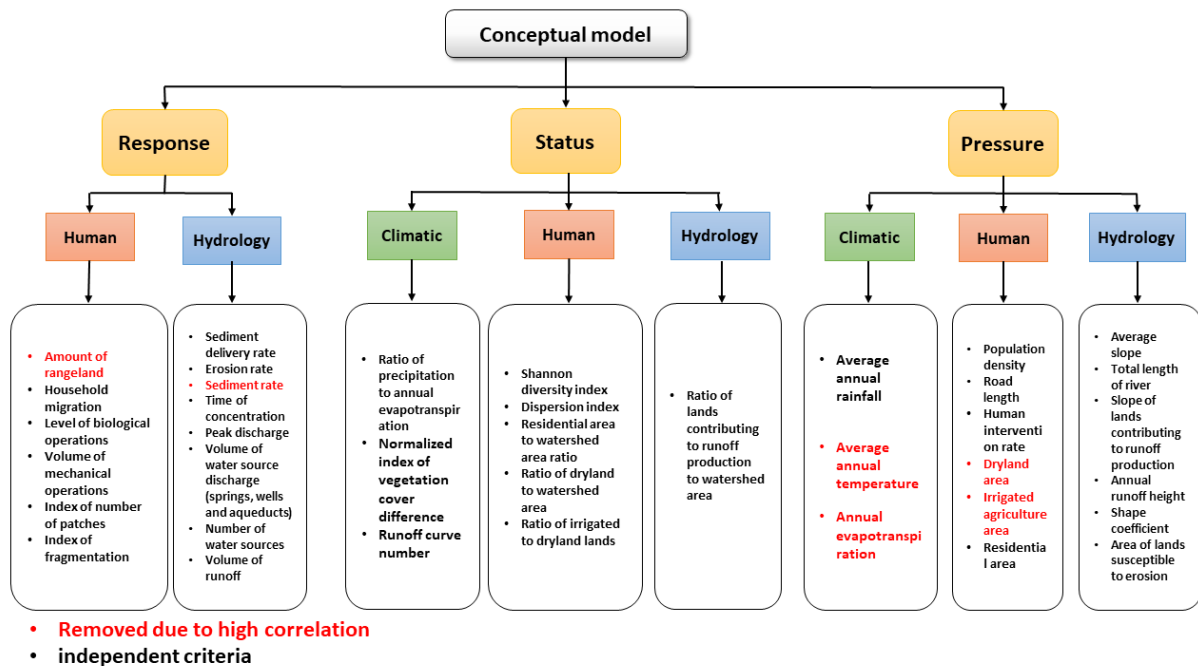 Conceptual model
Response
Status
Pressure
Human
Hydrology
Climatic
Human
Hydrology
Climatic
Human
Hydrology
• Amount of
rangeland
• Household
migration
• Level of biological
operations
• Volume of
mechanical
operations
• Index of number
of patches
• Index of
fragmentation
• Sediment
delivery rate
• Erosion rate
• Sediment rate
• Time of
concentration
• Peak discharge
• Volume of
water source
discharge
(springs, wells
and aqueducts)
• Number of
water sources
• Volume of
runoff
• Ratio of
precipitation
to annual
evapotranspir
ation
• Normalized
index of
vegetation
cover
difference
• Runoff curve
number
• Shannon
diversity index
• Dispersion index
• Residential area
to watershed
area ratio
• Ratio of dryland
to watershed
area
• Ratio of irrigated
to dryland lands
• Ratio of
lands
contributing
to runoff
production
to watershed
area
• Average
annual
rainfall
• Average
annual
temperature
• Annual
evapotranspi
ration
• Population
density
• Road
length
• Human
interventi
on rate
• Dryland
area
• Irrigated
agriculture
area
• Residentia
l area
• Average
slope
• Total length
of river
• Slope of
lands
contributing
to runoff
production
• Annual
runoff height
• Shape
coefficient
• Area of lands
susceptible
to erosion
• Removed due to high correlation
• independent criteria